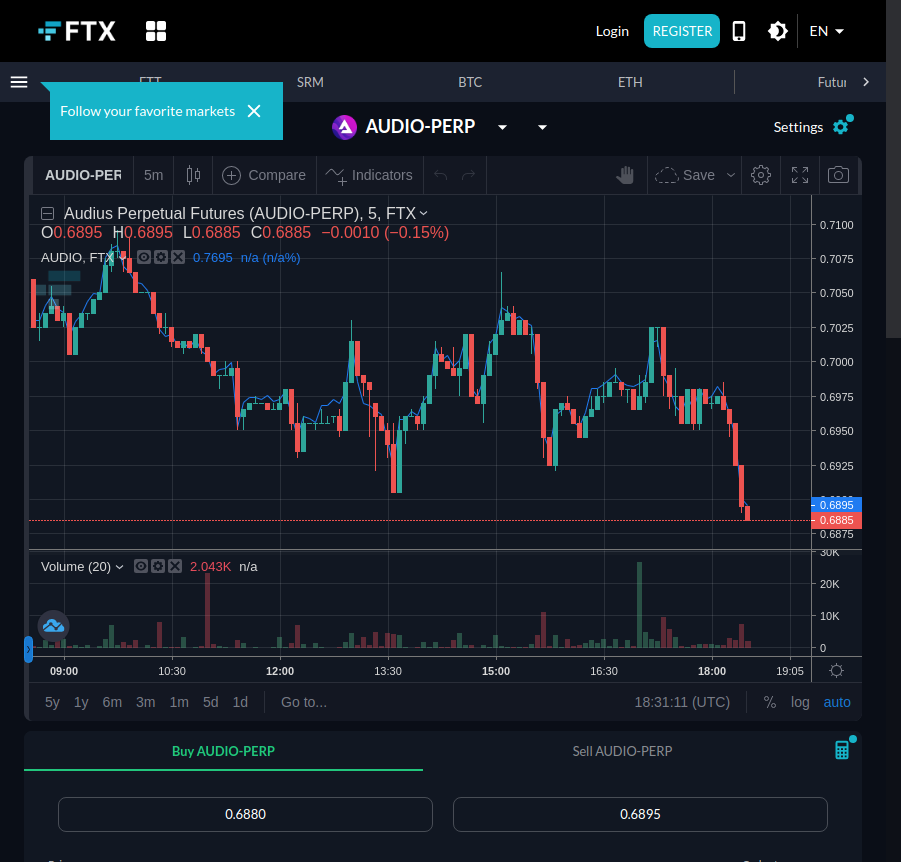 FTX
Login
REGISTER
EN
FTT
SRM
BTC
ETH
Futur
Follow your favorite markets
AUDIO-PERP
Settings
AUDIO-PER
5m
Compare
Indicators
Save
Audius Perpetual Futures (AUDIO-PERP), 5, FTX
O0.6895 H0.6895 L0.6885 C0.6885 −0.0010 (−0.15%)
AUDIO, FTX 0.7695 n/a (n/a%)
0.7100
0.7075
0.7050
0.7025
0.7000
0.6975
0.6950
0.6925
0.6895
0.6885
0.6875
Volume (20) 2.043K n/a
30K
20K
10K
0
09:00
10:30
12:00
13:30
15:00
16:30
18:00
19:05
5y 1y 6m 3m 1m 5d 1d Go to...
18:31:11 (UTC)
% log auto
Buy AUDIO-PERP
Sell AUDIO-PERP
0.6880
0.6895